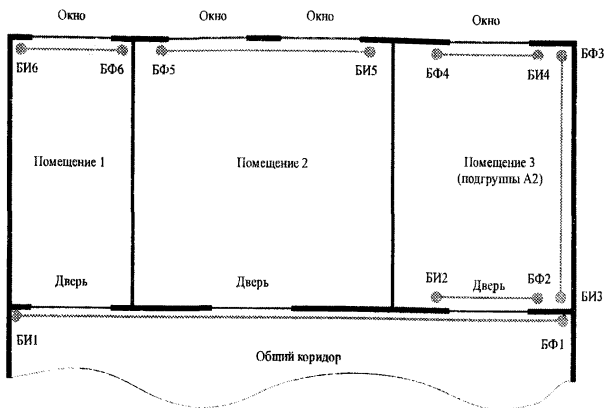 Окно
Окно
Окно
Окно
БИ6
БФ6
БФ5
БИ5
БФ4
БИ4
БФ3
Помещение 1
Помещение 2
Помещение 3
(подгруппы А2)
Дверь
Дверь
БИ2
Дверь
БФ2
БИ3
БИ1
БФ1
Общий коридор